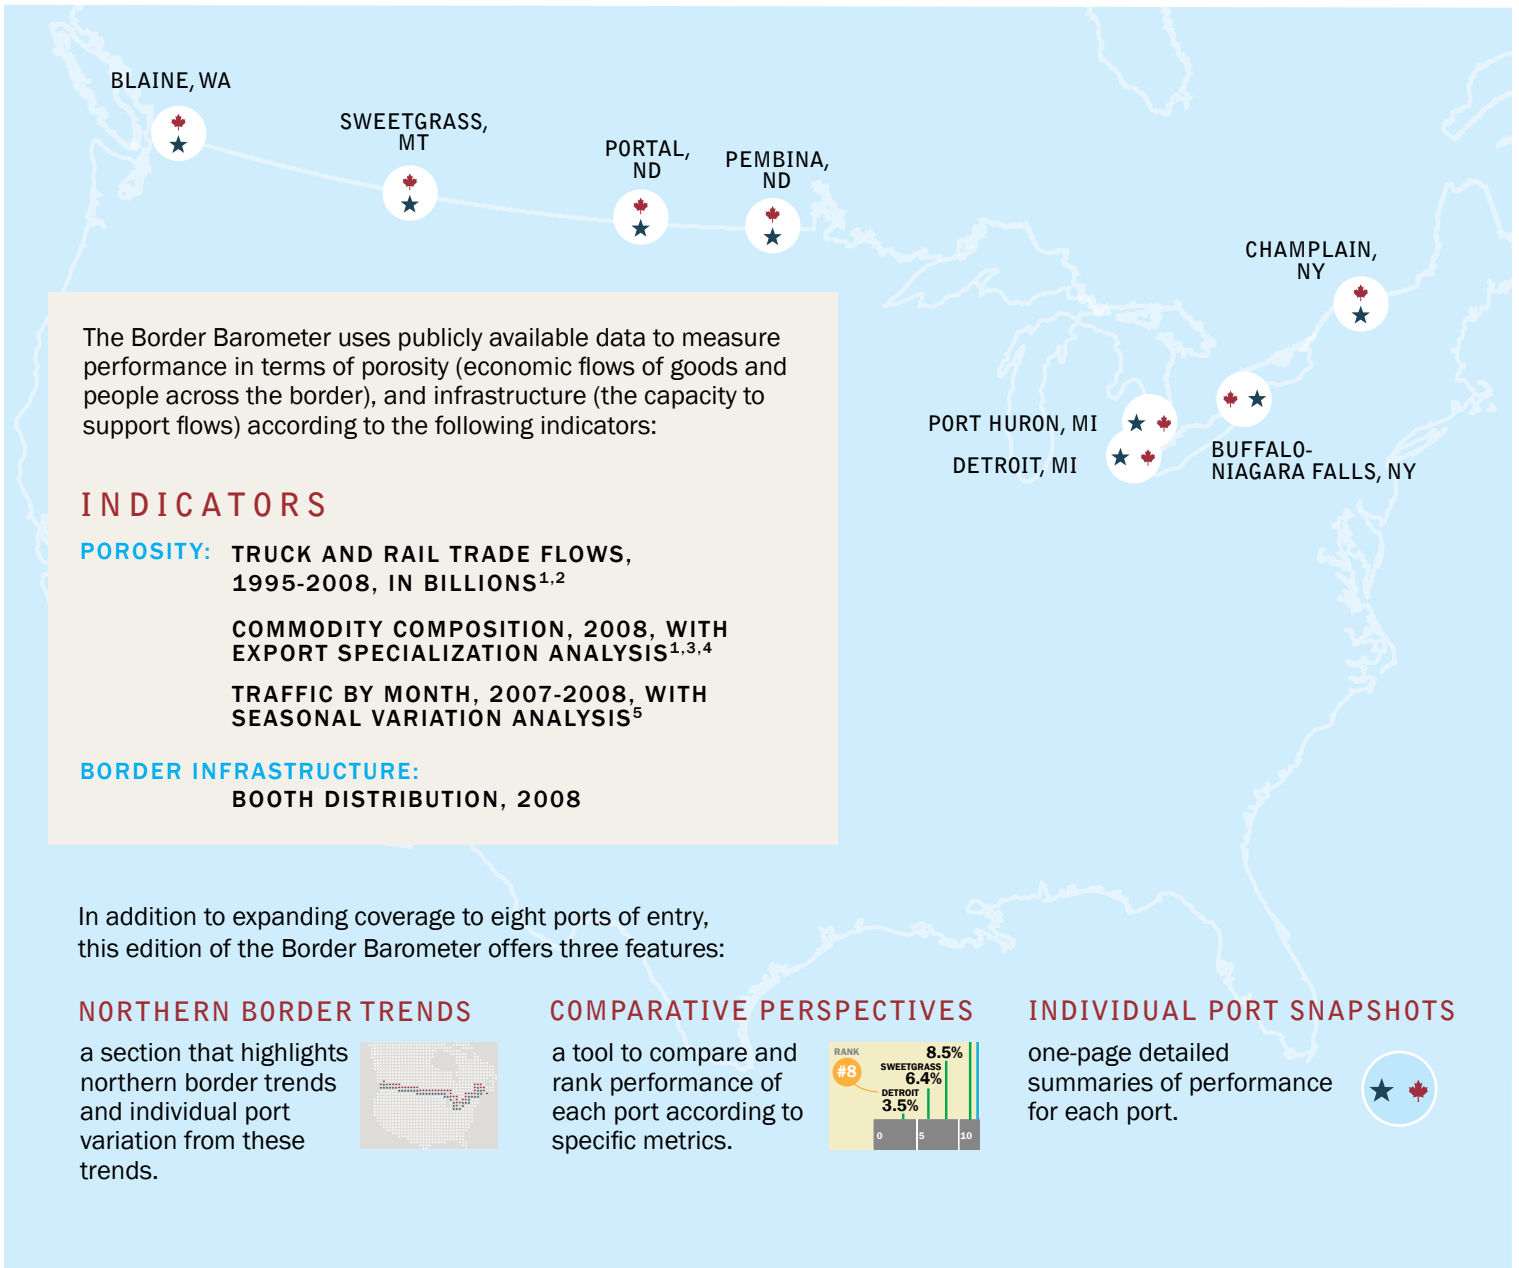 BLAINE, WA
SWEETGRASS,
MT
PORTAL,
ND
PEMBINA,
ND
CHAMPLAIN,
NY
PORT HURON, MI
DETROIT, MI
BUFFALO-
NIAGARA FALLS, NY
The Border Barometer uses publicly available data to measure
performance in terms of porosity (economic flows of goods and
people across the border), and infrastructure (the capacity to
support flows) according to the following indicators:
INDICATORS
POROSITY: TRUCK AND RAIL TRADE FLOWS,
1995-2008, IN BILLIONS1,2
COMMODITY COMPOSITION, 2008, WITH
EXPORT SPECIALIZATION ANALYSIS1,3,4
TRAFFIC BY MONTH, 2007-2008, WITH
SEASONAL VARIATION ANALYSIS5
BORDER INFRASTRUCTURE:
BOOTH DISTRIBUTION, 2008
In addition to expanding coverage to eight ports of entry,
this edition of the Border Barometer offers three features:
NORTHERN BORDER TRENDS
a section that highlights
northern border trends
and individual port
variation from these
trends.
COMPARATIVE PERSPECTIVES
a tool to compare and
rank performance of
each port according to
specific metrics.
RANK
#8
8.5%
SWEETGRASS
6.4%
DETROIT
3.5%
0 5 10
INDIVIDUAL PORT SNAPSHOTS
one-page detailed
summaries of performance
for each port.